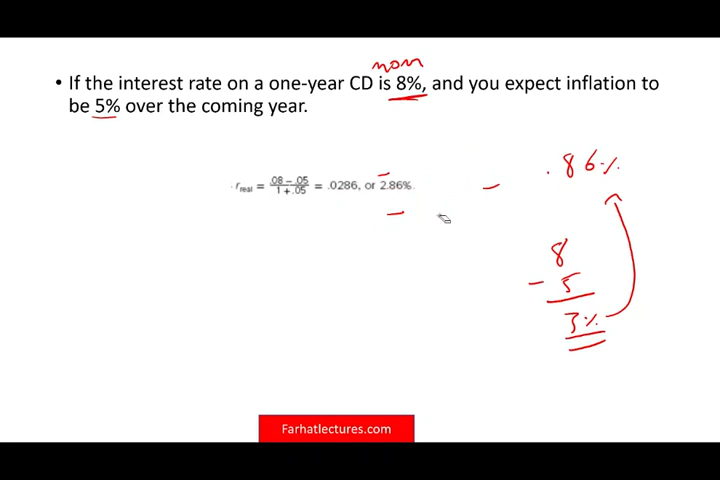 nom
• If the interest rate on a one-year CD is 8%, and you expect inflation to
be 5% over the coming year.
.86%
r real = .08 − .05 / 1 + .05 = .0286, or 2.86%.
8
- 5
3%
Farhatlectures.com